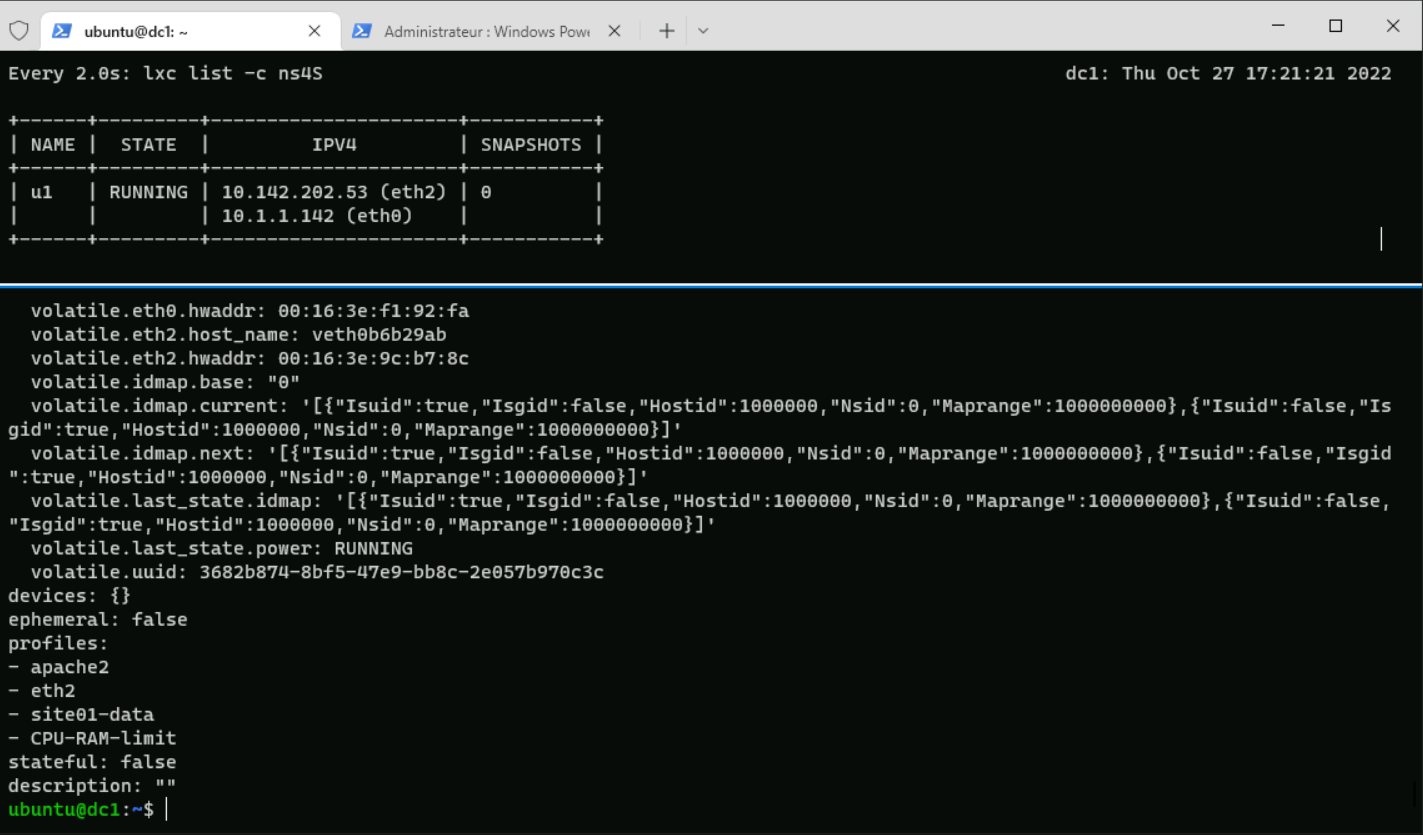 ubuntu@dc1: ~
Administrateur : Windows Powe
Every 2.0s: lxc list -c ns4S dc1: Thu Oct 27 17:21:21 2022
+------+---------+----------------------+-----------+
| NAME |  STATE  |         IPV4         | SNAPSHOTS |
+------+---------+----------------------+-----------+
| u1   | RUNNING | 10.142.202.53 (eth2) | 0         |
|      |         | 10.1.1.142 (eth0)    |           |
+------+---------+----------------------+-----------+
  volatile.eth0.hwaddr: 00:16:3e:f1:92:fa
  volatile.eth2.host_name: veth0b6b29ab
  volatile.eth2.hwaddr: 00:16:3e:9c:b7:8c
  volatile.idmap.base: "0"
  volatile.idmap.current: '[{"Isuid":true,"Isgid":false,"Hostid":1000000,"Nsid":0,"Maprange":1000000000},{"Isuid":false,"Is
gid":true,"Hostid":1000000,"Nsid":0,"Maprange":1000000000}]'
  volatile.idmap.next: '[{"Isuid":true,"Isgid":false,"Hostid":1000000,"Nsid":0,"Maprange":1000000000},{"Isuid":false,"Isgid
":true,"Hostid":1000000,"Nsid":0,"Maprange":1000000000}]'
  volatile.last_state.idmap: '[{"Isuid":true,"Isgid":false,"Hostid":1000000,"Nsid":0,"Maprange":1000000000},{"Isuid":false,
"Isgid":true,"Hostid":1000000,"Nsid":0,"Maprange":1000000000}]'
  volatile.last_state.power: RUNNING
  volatile.uuid: 3682b874-8bf5-47e9-bb8c-2e057b970c3c
devices: {}
ephemeral: false
profiles:
- apache2
- eth2
- site01-data
- CPU-RAM-limit
stateful: false
description: ""
ubuntu@dc1:~$